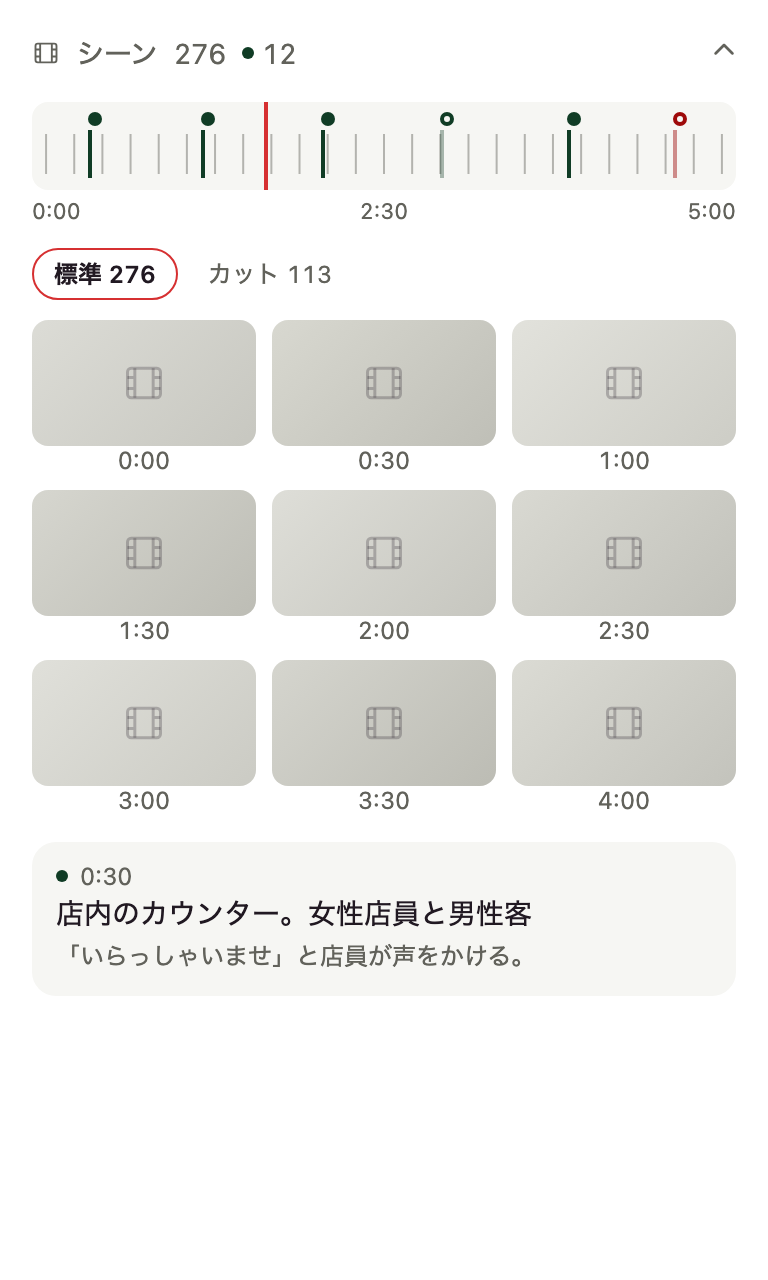 シーン 276 • 12
0:00 2:30 5:00
標準 276 カット 113
0:00 0:30 1:00
1:30 2:00 2:30
3:00 3:30 4:00
0:30
店内のカウンター。女性店員と男性客
「いらっしゃいませ」と店員が声をかける。